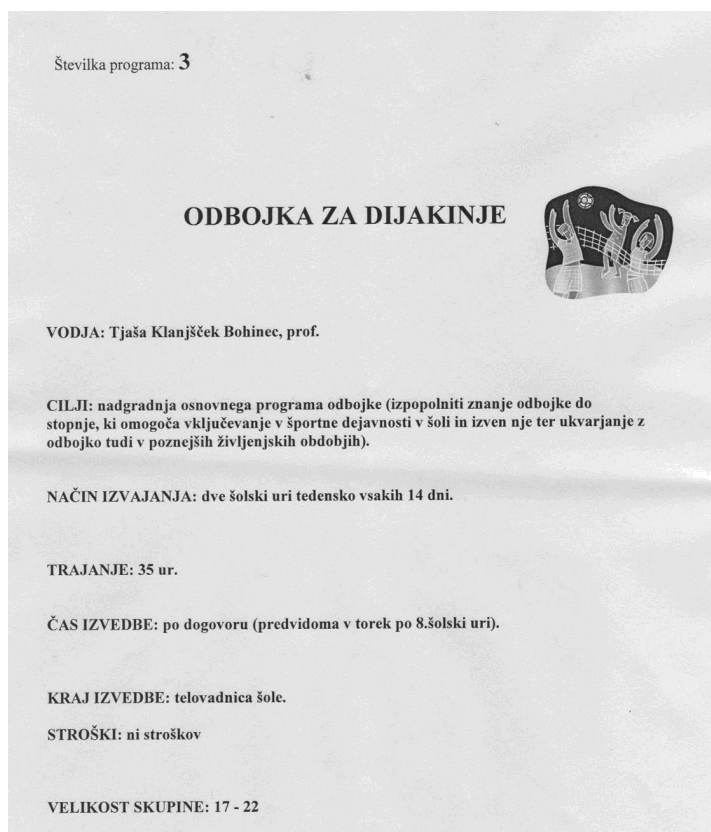 Številka programa: 3
ODBOJKA ZA DIJAKINJE
VODJA: Tjaša Klanjšček Bohinec, prof.
CILJI: nadgradnja osnovnega programa odbojke (izpopolniti znanje odbojke do
stopnje, ki omogoča vključevanje v športne dejavnosti v šoli in izven nje ter ukvarjanje z
odbojko tudi v poznejših življenjskih obdobjih).
NAČIN IZVAJANJA: dve šolski uri tedensko vsakih 14 dni.
TRAJANJE: 35 ur.
ČAS IZVEDBE: po dogovoru (predvidoma v torek po 8.šolski uri).
KRAJ IZVEDBE: telovadnica šole.
STROŠKI: ni stroškov
VELIKOST SKUPINE: 17 - 22